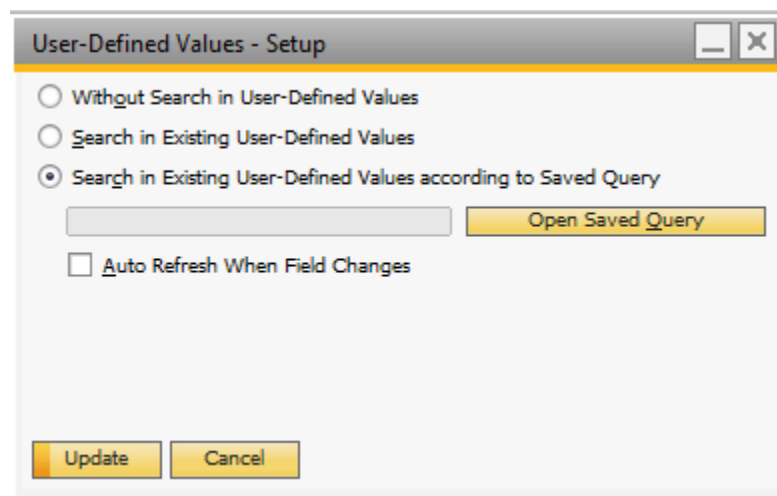 User-Defined Values - Setup
Without Search in User-Defined Values
Search in Existing User-Defined Values
Search in Existing User-Defined Values according to Saved Query
Open Saved Query
Auto Refresh When Field Changes
Update Cancel